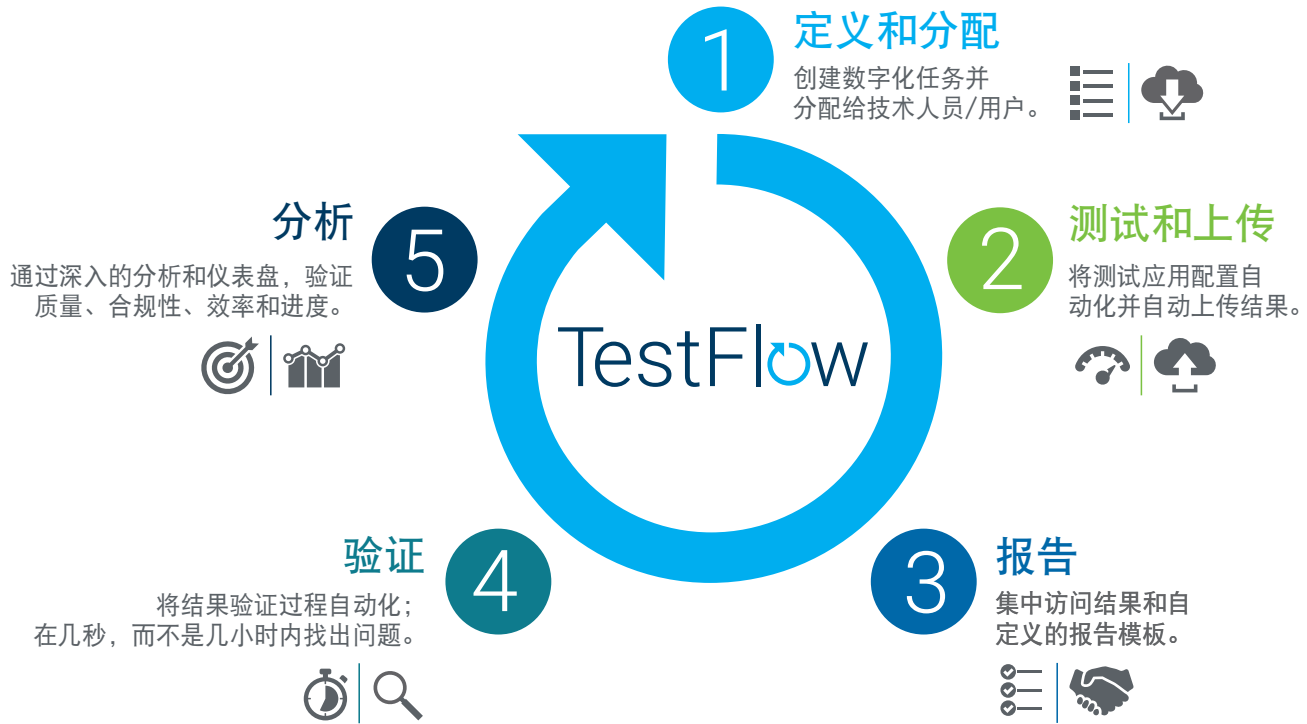 1
定义和分配
创建数字化任务并
分配给技术人员/用户。
2
测试和上传
将测试应用配置自
动化并自动上传结果。
3
报告
集中访问结果和自
定义的报告模板。
4
验证
将结果验证过程自动化；
在几秒，而不是几小时内找出问题。
5
分析
通过深入的分析和仪表盘，验证
质量、合规性、效率和进度。
TestFlow